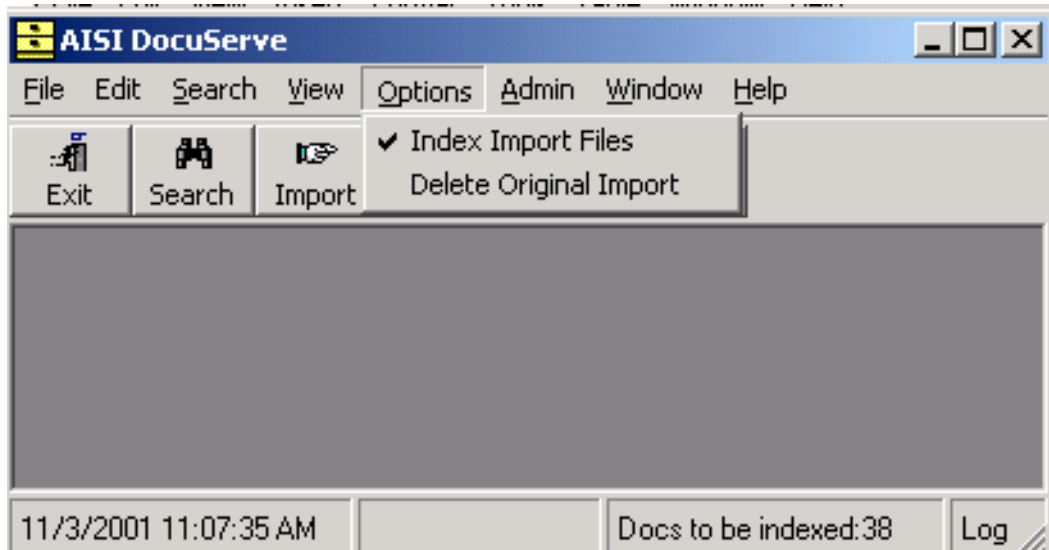 AISI DocuServe
File Edit Search View Options Admin Window Help
Index Import Files
Delete Original Import
Exit Search Import
11/3/2001 11:07:35 AM Docs to be indexed:38 Log